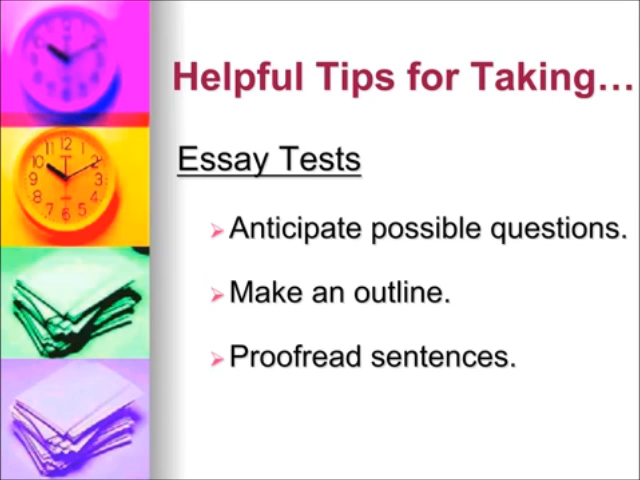 Helpful Tips for Taking…
Essay Tests
Anticipate possible questions.
Make an outline.
Proofread sentences.